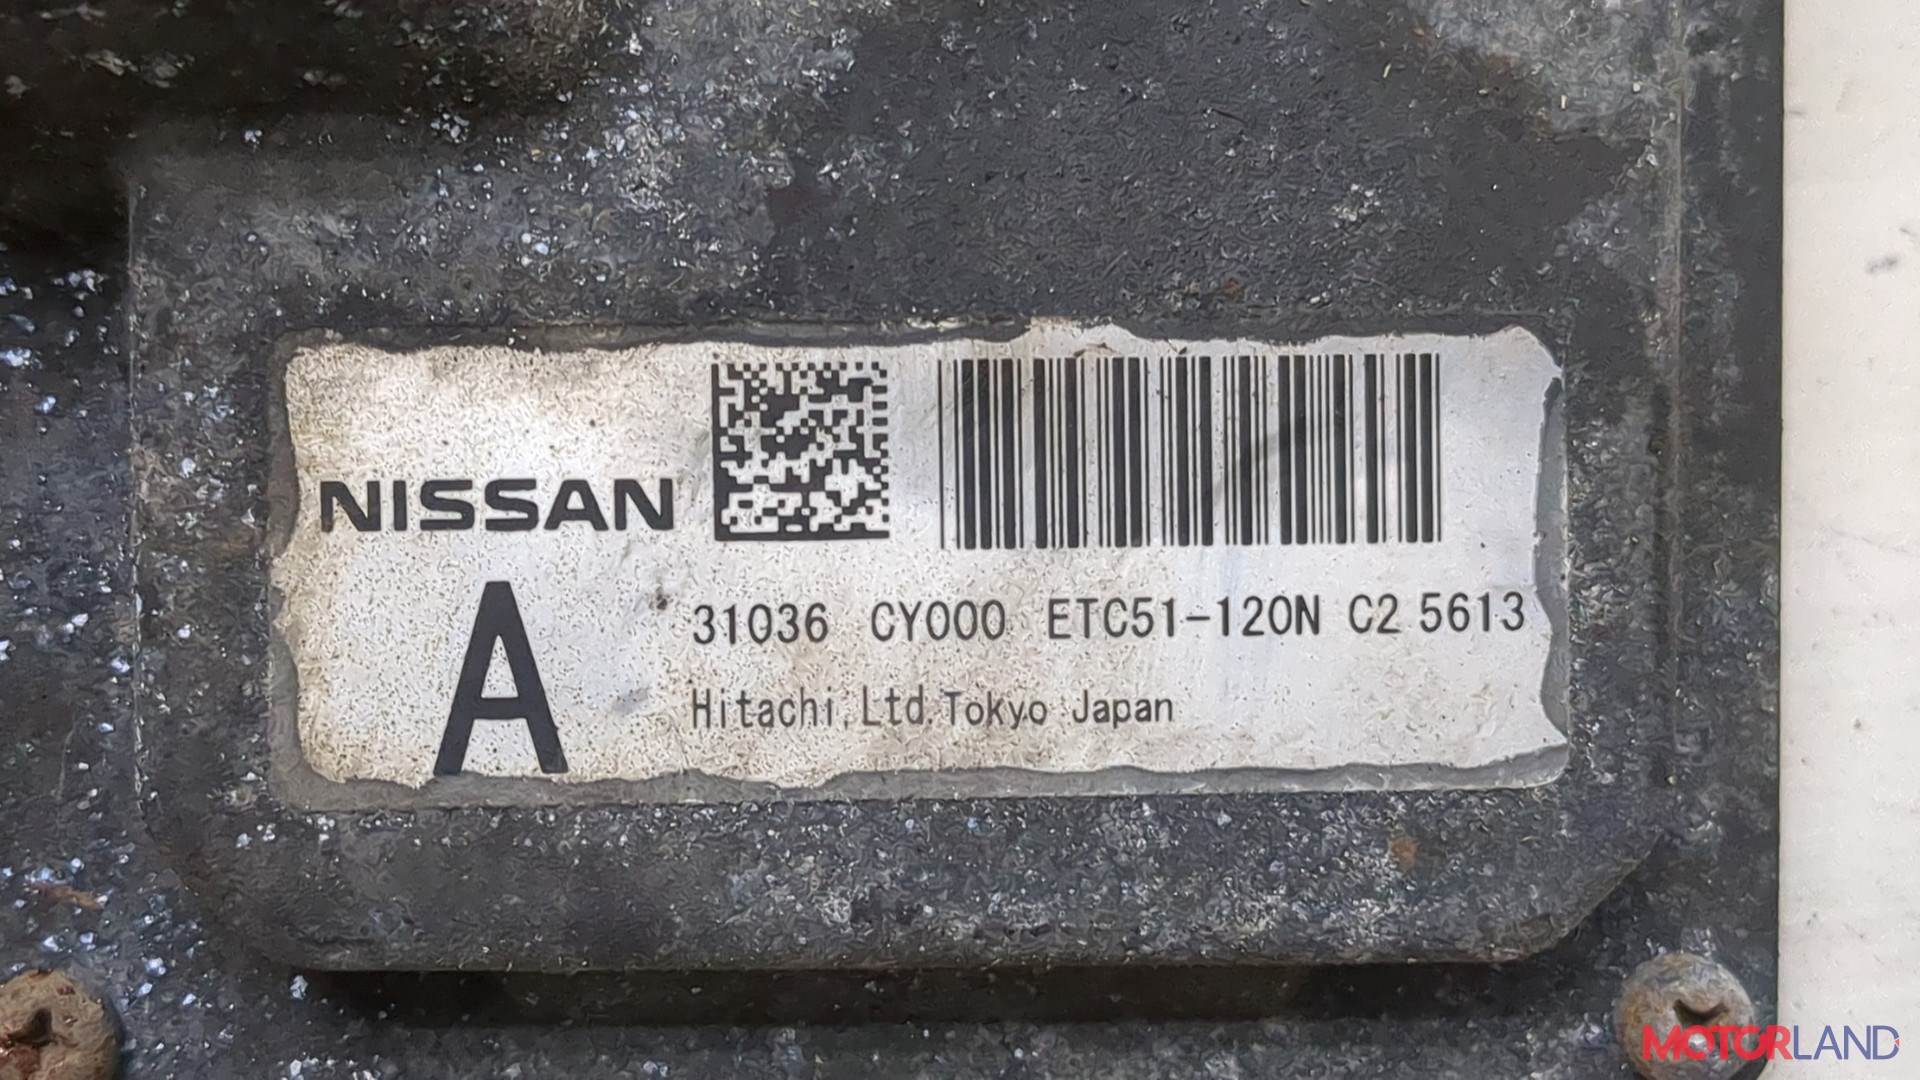 NISSAN
A
31036 CY000 ETC51-120N C2 5613
Hitachi,Ltd.Tokyo Japan
MOTORLAND